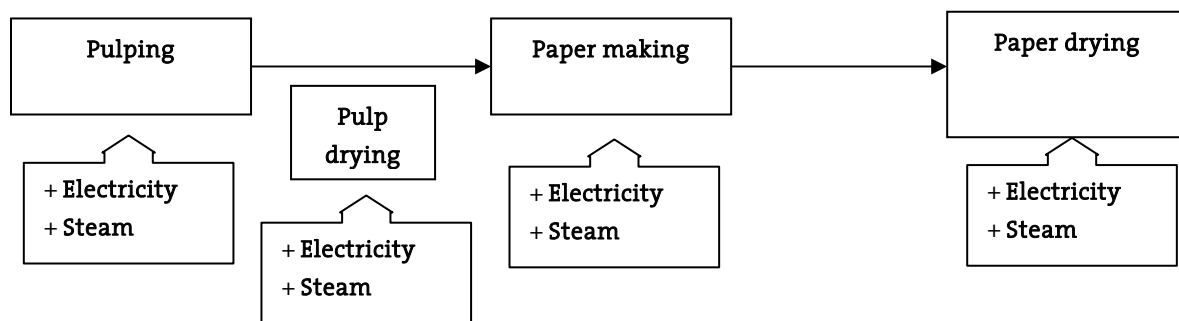 Pulping
Paper making
Paper drying
Pulp
drying
+ Electricity
+ Steam
+ Electricity
+ Steam
+ Electricity
+ Steam
+ Electricity
+ Steam